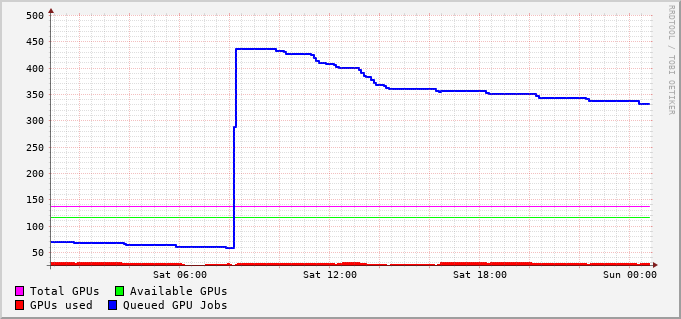 500
450
400
350
300
250
200
150
100
50
Sat 06:00 Sat 12:00 Sat 18:00 Sun 00:00
Total GPUs Available GPUs
GPUs used Queued GPU Jobs
RRDTOOL / TOBI OETIKER